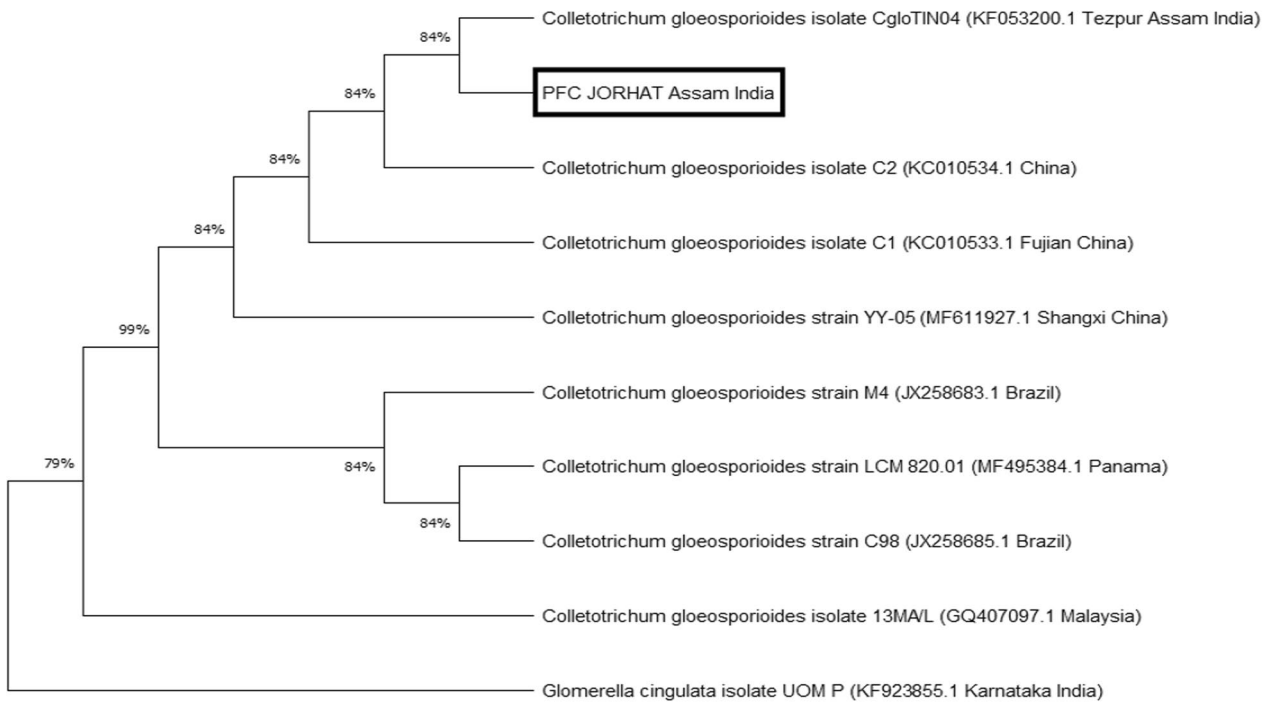 Colletotrichum gloeosporioides isolate CgloTIN04 (KF053200.1 Tezpur Assam India)
84%
PFC JORHAT Assam India
84%
84%
Colletotrichum gloeosporioides isolate C2 (KC010534.1 China)
84%
Colletotrichum gloeosporioides isolate C1 (KC010533.1 Fujian China)
99%
Colletotrichum gloeosporioides strain YY-05 (MF611927.1 Shangxi China)
Colletotrichum gloeosporioides strain M4 (JX258683.1 Brazil)
79%
84%
Colletotrichum gloeosporioides strain LCM 820.01 (MF495384.1 Panama)
84%
Colletotrichum gloeosporioides strain C98 (JX258685.1 Brazil)
Colletotrichum gloeosporioides isolate 13MA/L (GQ407097.1 Malaysia)
Glomerella cingulata isolate UOM P (KF923855.1 Karnataka India)